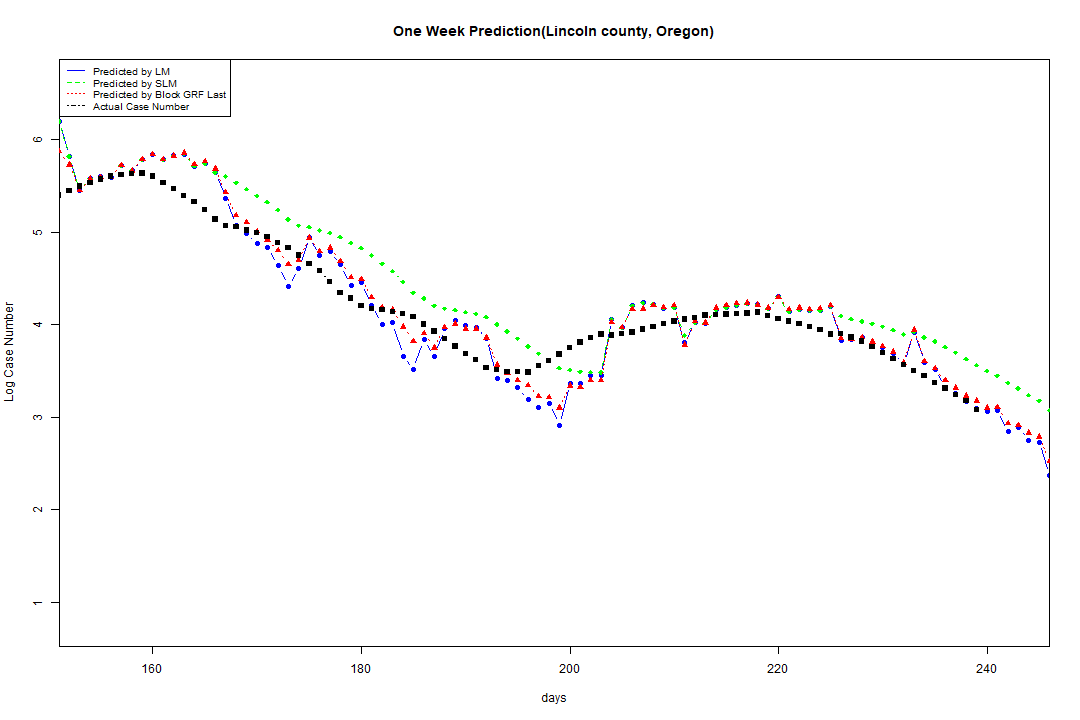 One Week Prediction(Lincoln county, Oregon)
Predicted by LM
Predicted by SLM
Predicted by Block GRF Last
Actual Case Number
Log Case Number
6
5
4
3
2
1
160 180 200 220 240
days